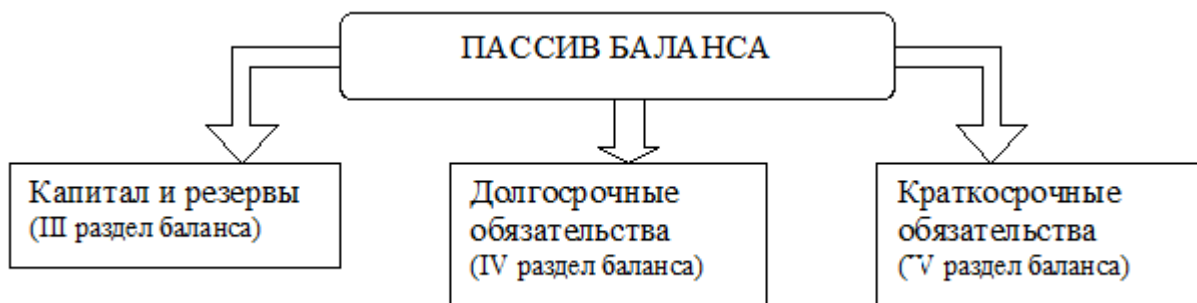 ПАССИВ БАЛАНСА
Капитал и резервы
(III раздел баланса)
Долгосрочные
обязательства
(IV раздел баланса)
Краткосрочные
обязательства
(V раздел баланса)